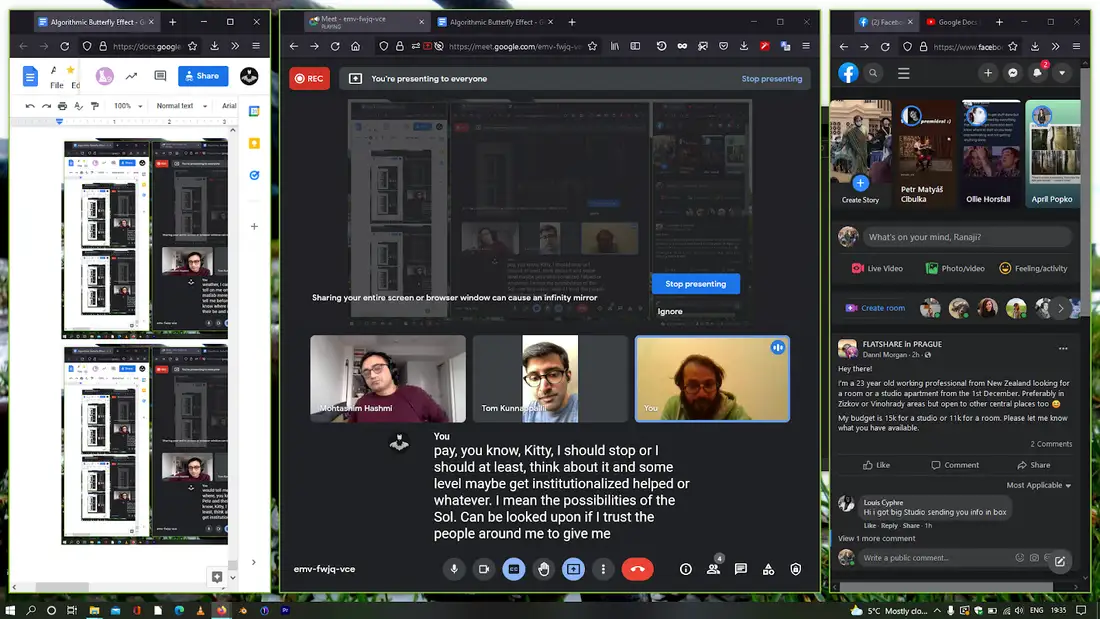 Algorithmic Butterfly Effect -
https://docs.google
Share
File
100%
Normal text
Arial
Meet - emv-fwjq-vce
PLAYING
Algorithmic Butterfly Effect - G
https://meet.google.com/emv-fwjq-vce
REC
You're presenting to everyone
Stop presenting
Sharing your entire screen or browser window can cause an infinity mirror
Stop presenting
Ignore
Mohtashim Hashmi
Tom Kunnappallil
You
You
pay, you know, Kitty, I should stop or I
should at least, think about it and some
level maybe get institutionalized helped or
whatever. I mean the possibilities of the
Sol. Can be looked upon if I trust the
people around me to give me
emv-fwjq-vce
4
(2) Facebook
Google Docs
https://www.facebo
2
Create Story
premiéra! :)
Petr Matyáš
Cibulka
Ollie Horsfall
April Popko
What's on your mind, Ranaji?
Live Video
Photo/video
Feeling/activity
Create room
FLATSHARE in PRAGUE
Danni Morgan · 2h ·
Hey there!
I'm a 23 year old working professional from New Zealand looking for
a room or a studio apartment from the 1st December. Preferably in
Zizkov or Vinohrady areas but open to other central places too 😄
My budget is 15k for a studio or 11k for a room. Please let me know
what you have available.
2 Comments
Like
Comment
Share
Most Applicable
Louis Cyphre
Hi i got big Studio sending you info in box
Like · Reply · Share · 1h
View 1 more comment
Write a public comment...
5°C Mostly clo...
ENG
19:35